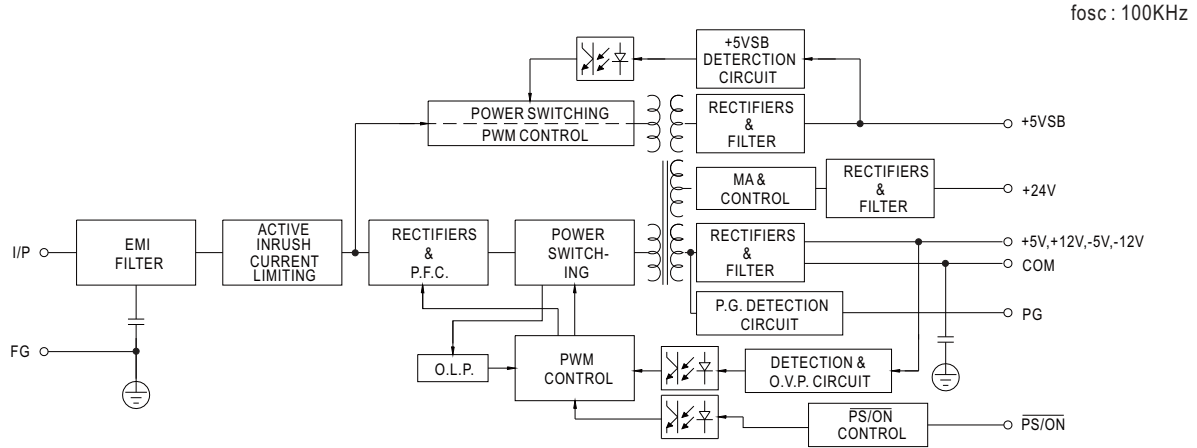 fosc : 100KHz
+5VSB
DETERCTION
CIRCUIT
POWER SWITCHING
PWM CONTROL
RECTIFIERS
&
FILTER
+5VSB
MA &
CONTROL
RECTIFIERS
&
FILTER
+24V
I/P
EMI
FILTER
ACTIVE
INRUSH
CURRENT
LIMITING
RECTIFIERS
&
P.F.C.
POWER
SWITCH-
ING
RECTIFIERS
&
FILTER
+5V,+12V,-5V,-12V
COM
P.G. DETECTION
CIRCUIT
PG
FG
O.L.P.
PWM
CONTROL
DETECTION &
O.V.P. CIRCUIT
PS/ON
CONTROL
PS/ON